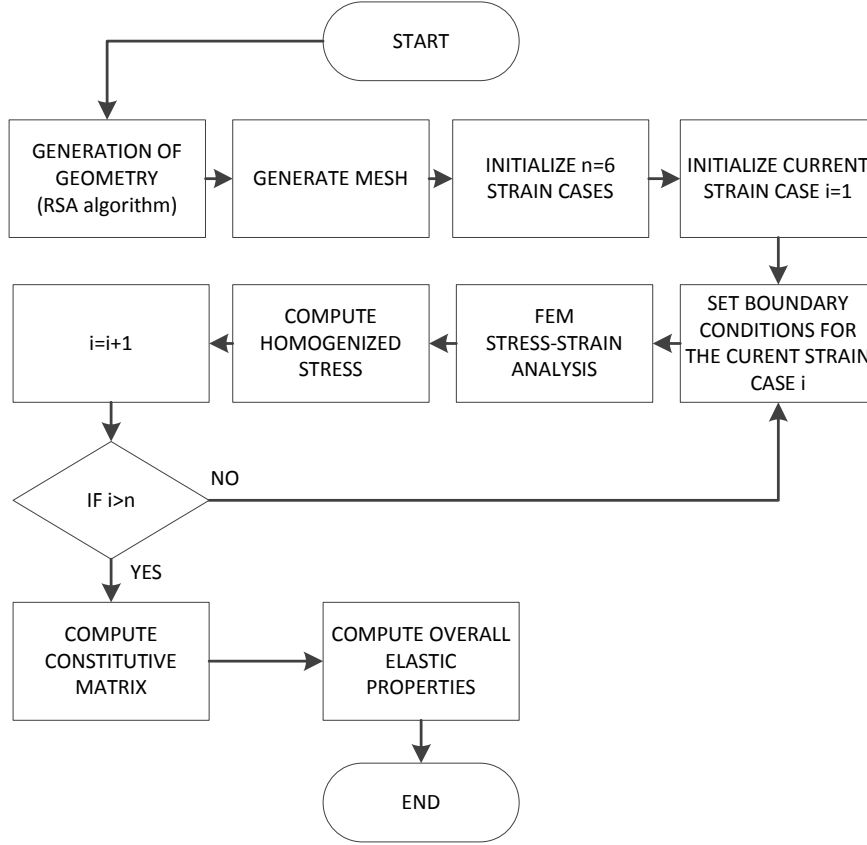 START
GENERATION OF
GEOMETRY
(RSA algorithm)
GENERATE MESH
INITIALIZE n=6
STRAIN CASES
INITIALIZE CURRENT
STRAIN CASE i=1
SET BOUNDARY
CONDITIONS FOR
THE CURENT STRAIN
CASE i
FEM
STRESS-STRAIN
ANALYSIS
COMPUTE
HOMOGENIZED
STRESS
i=i+1
IF i>n
NO
YES
COMPUTE
CONSTITUTIVE
MATRIX
COMPUTE OVERALL
ELASTIC
PROPERTIES
END